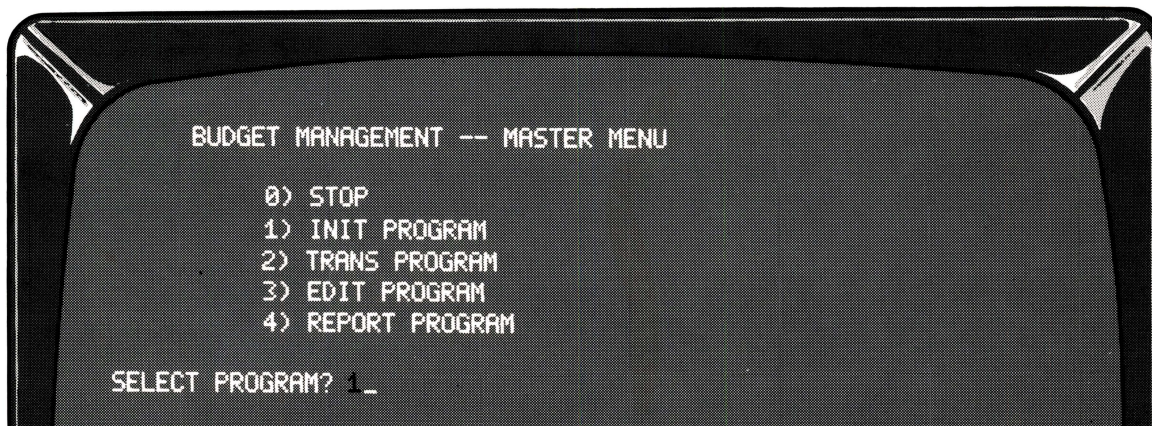 BUDGET MANAGEMENT -- MASTER MENU
0) STOP
1) INIT PROGRAM
2) TRANS PROGRAM
3) EDIT PROGRAM
4) REPORT PROGRAM
SELECT PROGRAM? 1_